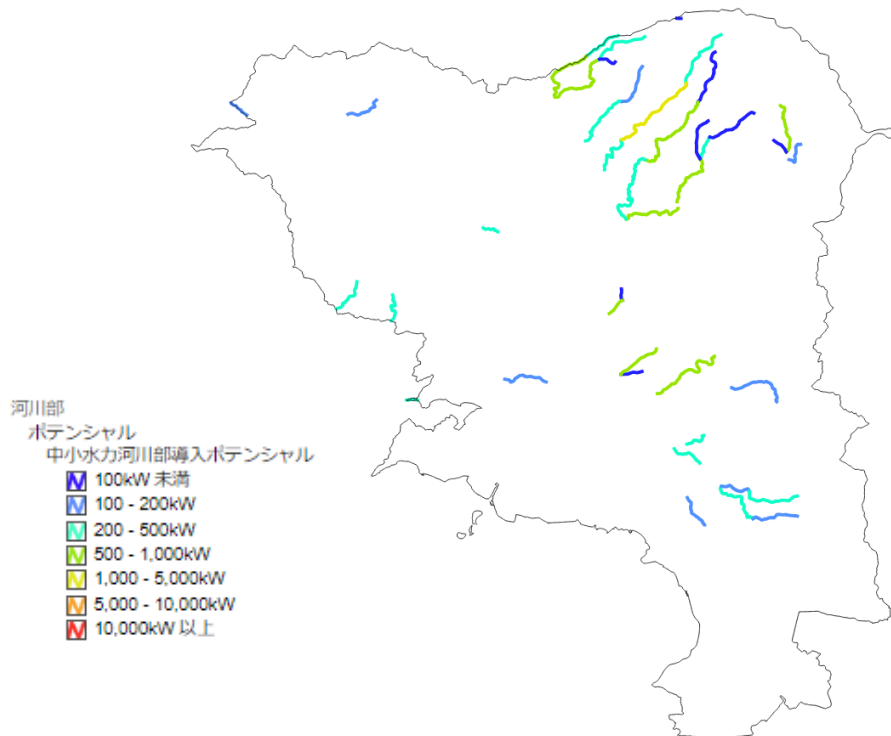 河川部
ポテンシャル
中小水力河川部導入ポテンシャル
100kW 未満
100 - 200kW
200 - 500kW
500 - 1,000kW
1,000 - 5,000kW
5,000 - 10,000kW
10,000kW 以上